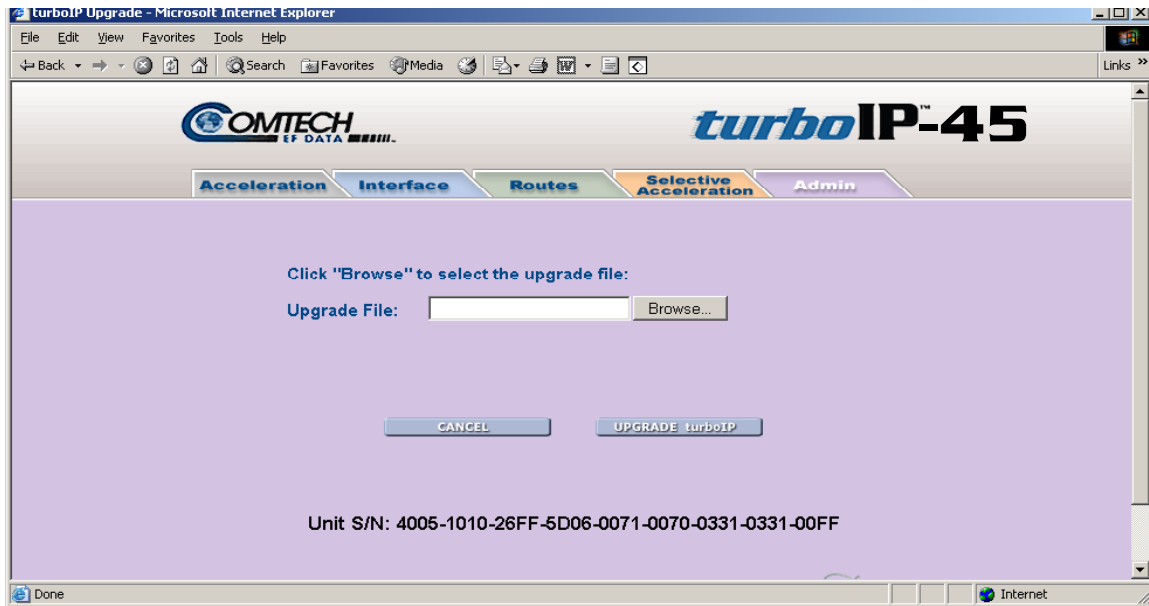 turboIP Upgrade - Microsoft Internet Explorer
File Edit View Favorites Tools Help
Back Search Favorites Media Links »
COMTECH
EF DATA
turboIP™-45
Acceleration Interface Routes Selective Acceleration Admin
Click "Browse" to select the upgrade file:
Upgrade File: Browse...
CANCEL UPGRADE turboIP
Unit S/N: 4005-1010-26FF-5D06-0071-0070-0331-0331-00FF
Done Internet